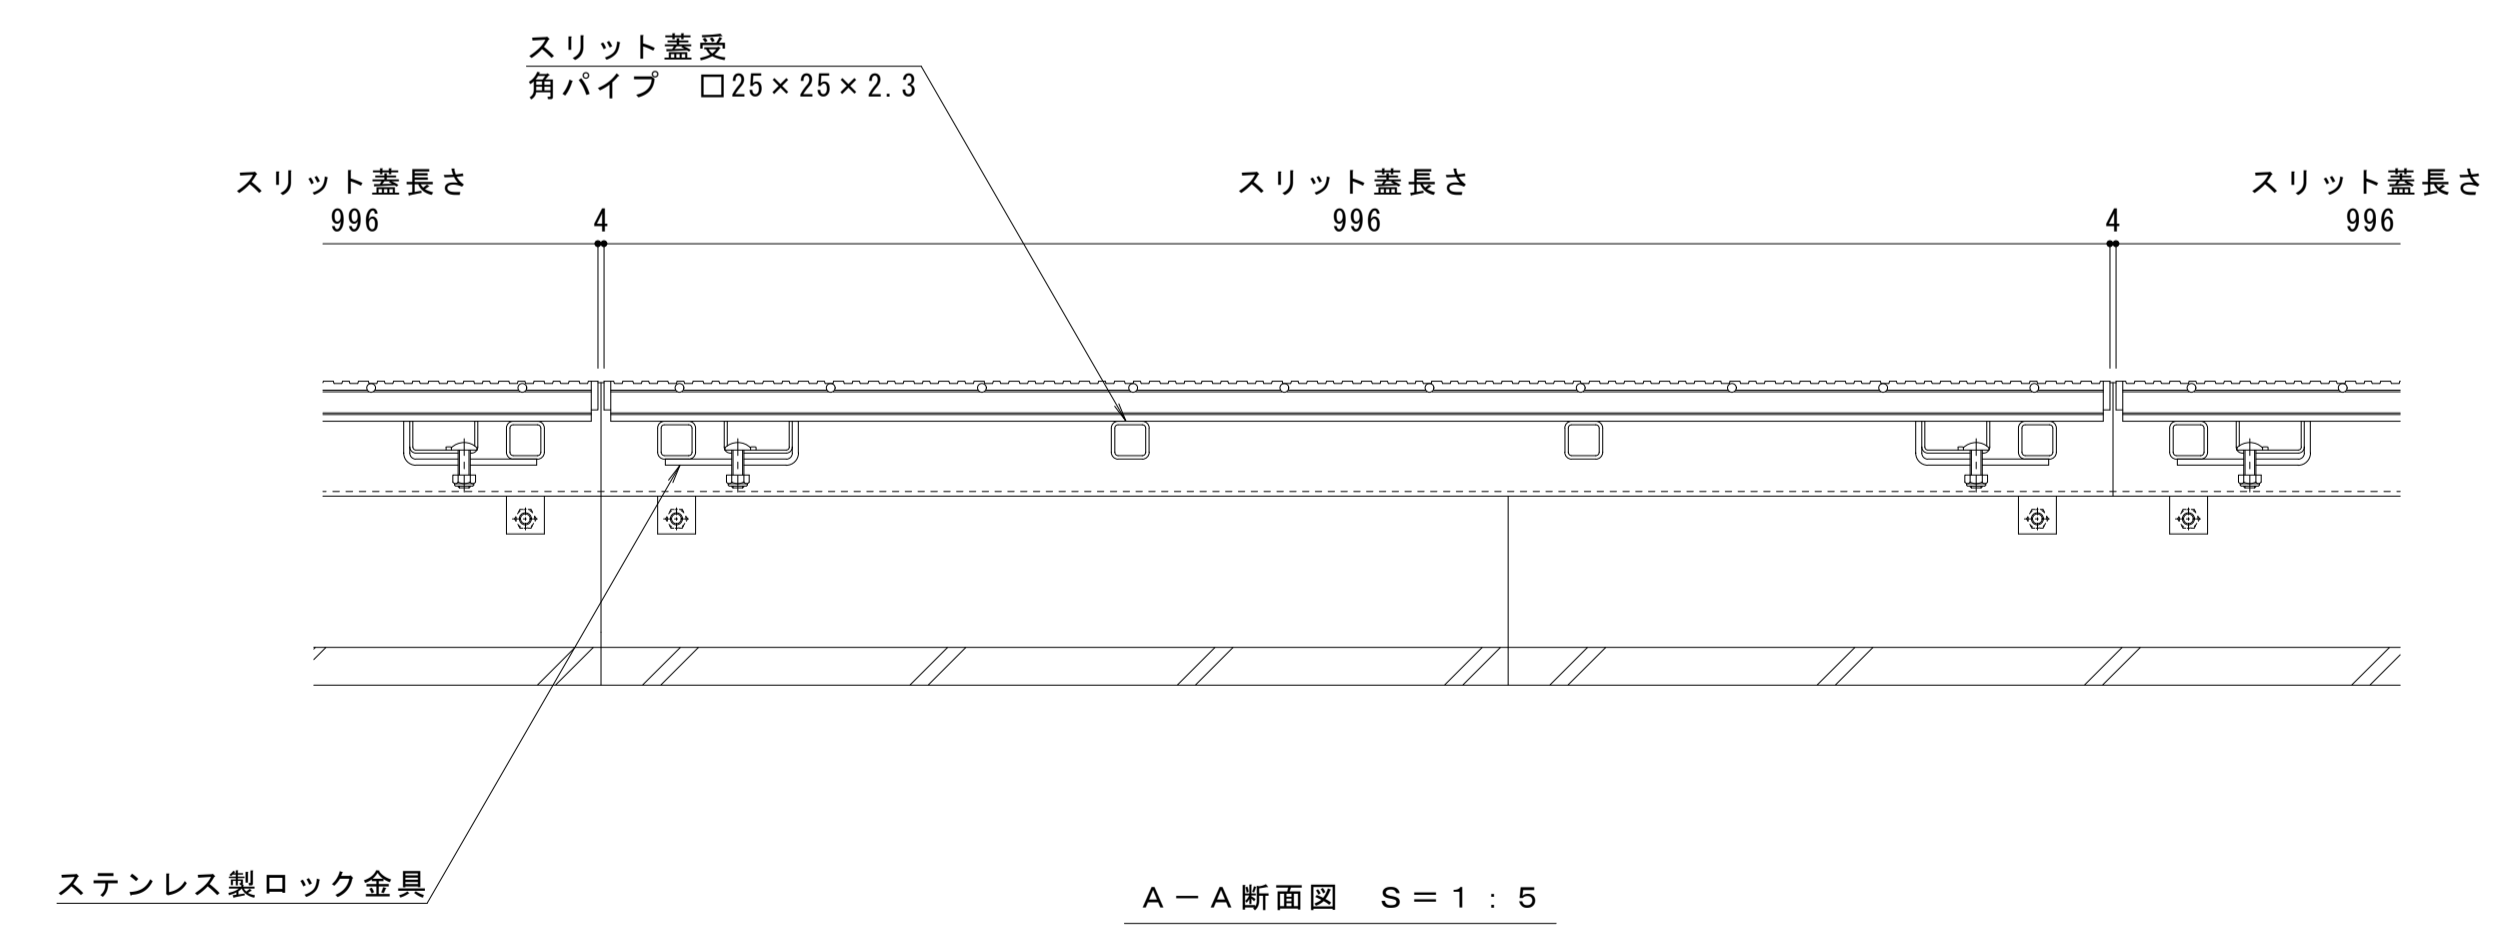 スリット蓋受
角パイプ　□25×25×2.3
スリット蓋長さ
996
4
スリット蓋長さ
996
4
スリット蓋長さ
996
ステンレス製ロック金具
A－A断面図　S＝1：5